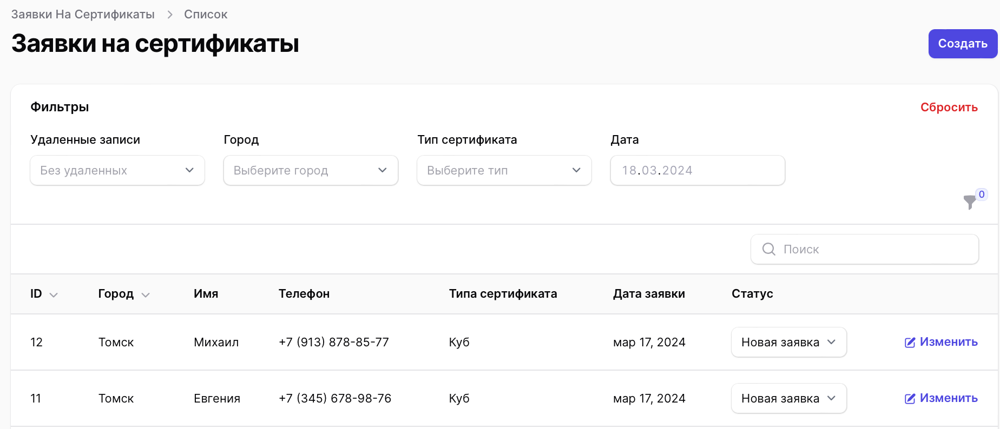 Заявки На Сертификаты > Список
Заявки на сертификаты
Создать
Фильтры
Сбросить
Удаленные записи Город Тип сертификата Дата
Без удаленных Выберите город Выберите тип 18.03.2024
0
Поиск
ID Город Имя Телефон Типа сертификата Дата заявки Статус
12 Томск Михаил +7 (913) 878-85-77 Куб мар 17, 2024 Новая заявка Изменить
11 Томск Евгения +7 (345) 678-98-76 Куб мар 17, 2024 Новая заявка Изменить